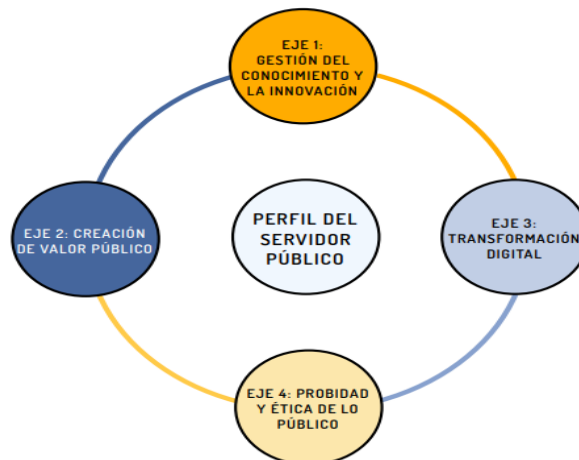 EJE 1:
GESTIÓN DEL
CONOCIMIENTO Y
LA INNOVACIÓN
EJE 2: CREACIÓN
DE VALOR PÚBLICO
PERFIL DEL
SERVIDOR
PÚBLICO
EJE 3:
TRANSFORMACIÓN
DIGITAL
EJE 4: PROBIDAD
Y ÉTICA DE LO
PÚBLICO